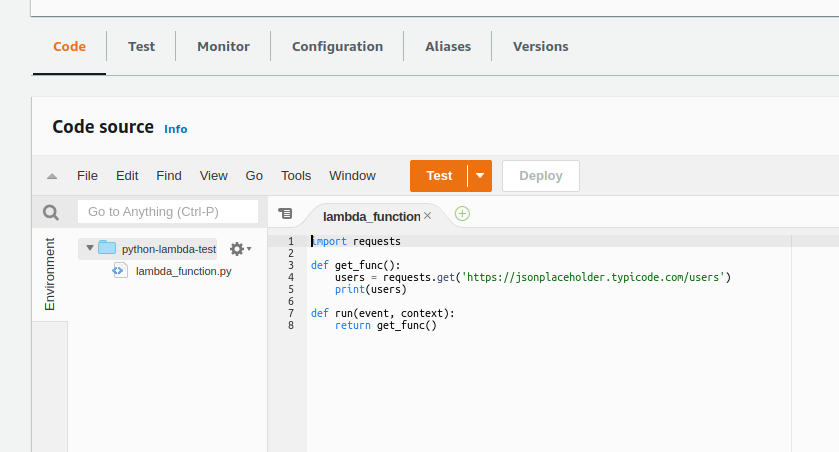 Code Test Monitor Configuration Aliases Versions
Code source Info
File Edit Find View Go Tools Window Test Deploy
Go to Anything (Ctrl-P)
lambda_function
Environment
python-lambda-test
lambda_function.py
1 import requests
2
3 def get_func():
4 users = requests.get('https://jsonplaceholder.typicode.com/users')
5 print(users)
6
7 def run(event, context):
8 return get_func()